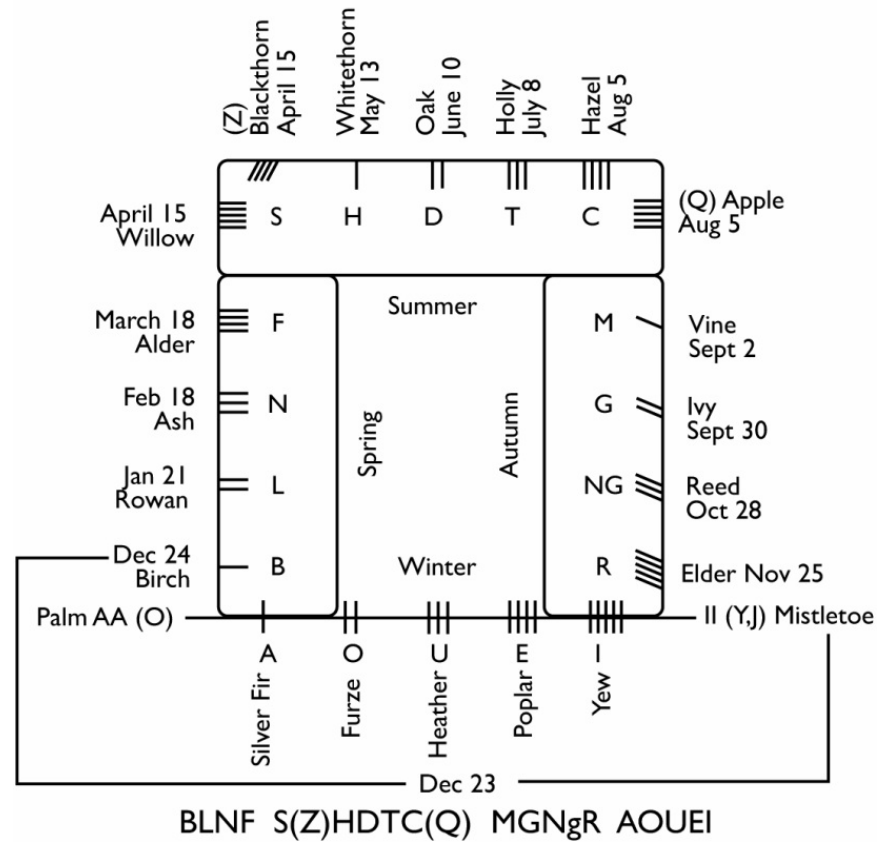 (Z)
Blackthorn
April 15
Whitethorn
May 13
Oak
June 10
Holly
July 8
Hazel
Aug 5
April 15
Willow
S H D T C
(Q) Apple
Aug 5
Summer
March 18
Alder
F
M
Vine
Sept 2
Feb 18
Ash
N
G
Ivy
Sept 30
Spring
Autumn
Jan 21
Rowan
L
NG
Reed
Oct 28
Dec 24
Birch
B
Winter
R
Elder Nov 25
Palm AA (O)
II (Y,J) Mistletoe
A O U E I
Silver Fir
Furze
Heather
Poplar
Yew
Dec 23
BLNF S(Z)HDTC(Q) MGNgR AOUEI